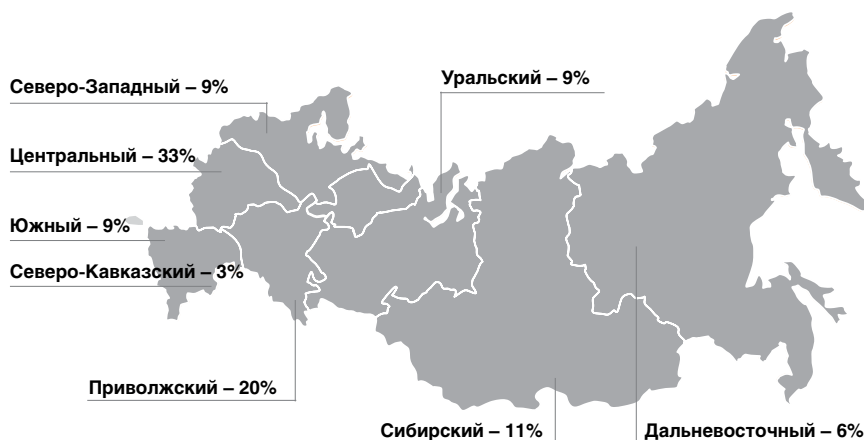 Северо-Западный – 9%
Уральский – 9%
Центральный – 33%
Южный – 9%
Северо-Кавказский – 3%
Приволжский – 20%
Сибирский – 11%
Дальневосточный – 6%